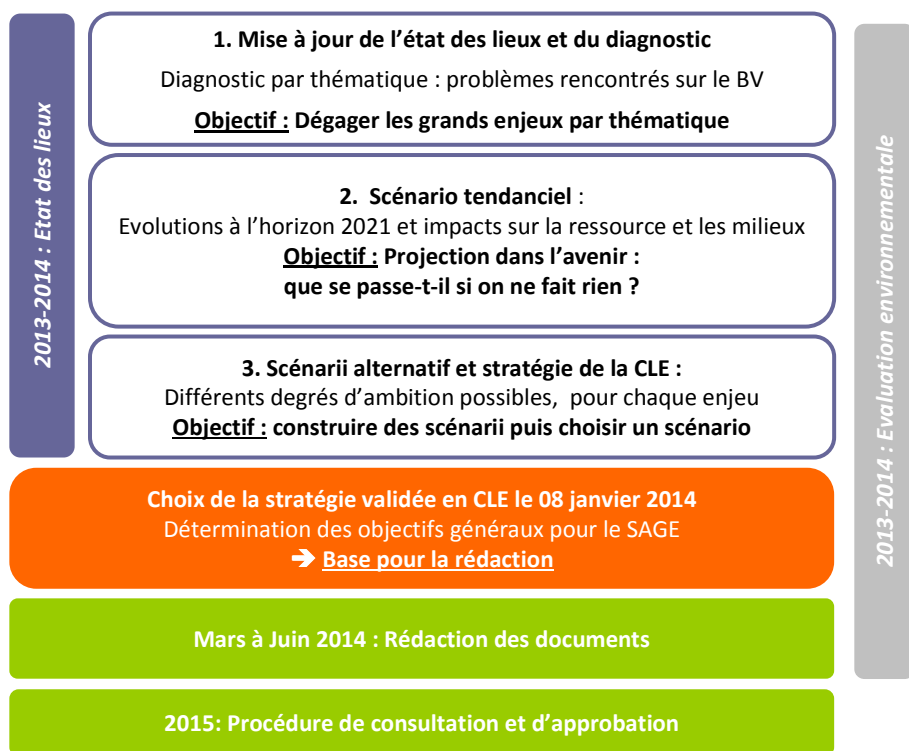 2013-2014 : Etat des lieux
1. Mise à jour de l'état des lieux et du diagnostic
Diagnostic par thématique : problèmes rencontrés sur le BV
Objectif : Dégager les grands enjeux par thématique
2. Scénario tendanciel :
Evolutions à l'horizon 2021 et impacts sur la ressource et les milieux
Objectif : Projection dans l'avenir :
que se passe-t-il si on ne fait rien ?
3. Scénarii alternatif et stratégie de la CLE :
Différents degrés d'ambition possibles, pour chaque enjeu
Objectif : construire des scénarii puis choisir un scénario
Choix de la stratégie validée en CLE le 08 janvier 2014
Détermination des objectifs généraux pour le SAGE
➔ Base pour la rédaction
Mars à Juin 2014 : Rédaction des documents
2015: Procédure de consultation et d'approbation
2013-2014 : Evaluation environnementale